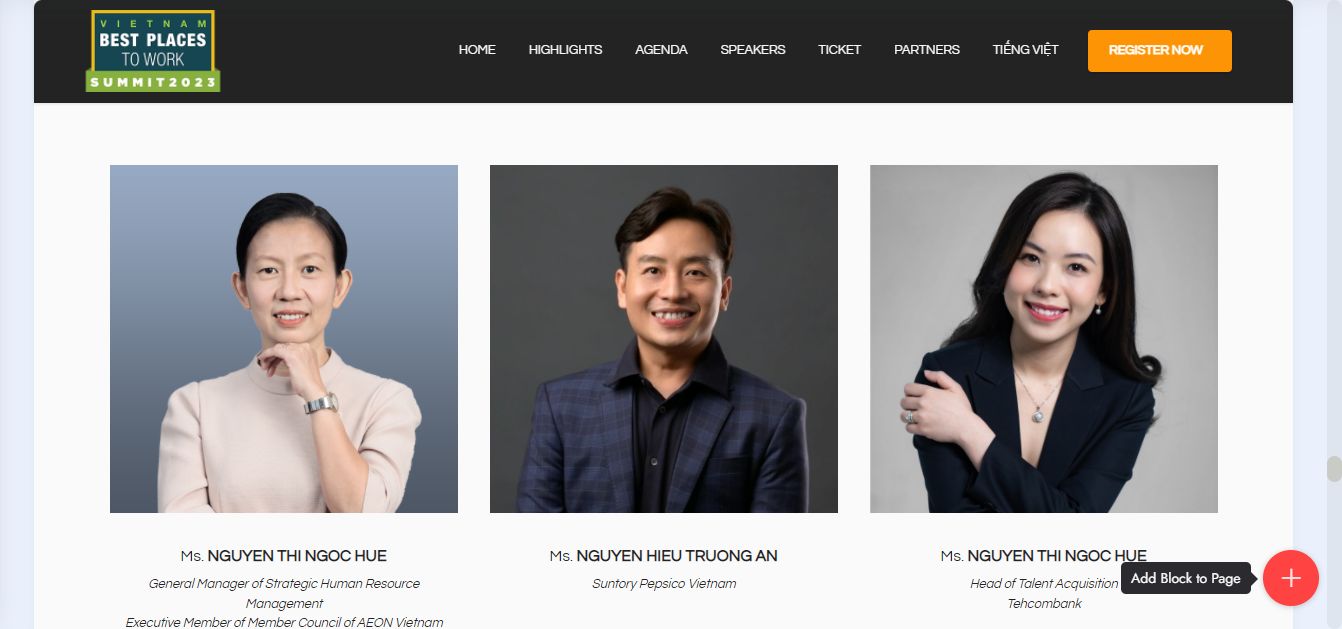 VIETNAM
BEST PLACES
TO WORK
SUMMIT2023
HOME HIGHLIGHTS AGENDA SPEAKERS TICKET PARTNERS TIẾNG VIỆT REGISTER NOW
Ms. NGUYEN THI NGOC HUE
General Manager of Strategic Human Resource
Management
Executive Member of Member Council of AEON Vietnam
Ms. NGUYEN HIEU TRUONG AN
Suntory Pepsico Vietnam
Ms. NGUYEN THI NGOC HUE
Head of Talent Acquisition
Tehcombank
Add Block to Page